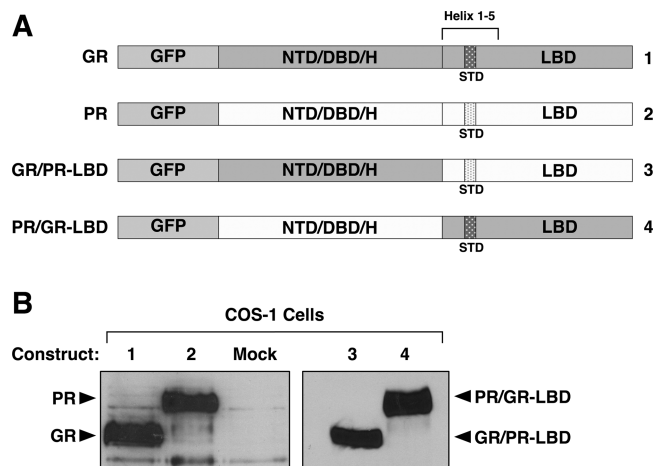 A
Helix 1-5
GR GFP NTD/DBD/H LBD 1
STD
PR GFP NTD/DBD/H LBD 2
STD
GR/PR-LBD GFP NTD/DBD/H LBD 3
STD
PR/GR-LBD GFP NTD/DBD/H LBD 4
STD
B
COS-1 Cells
Construct: 1 2 Mock 3 4
PR PR/GR-LBD
GR GR/PR-LBD